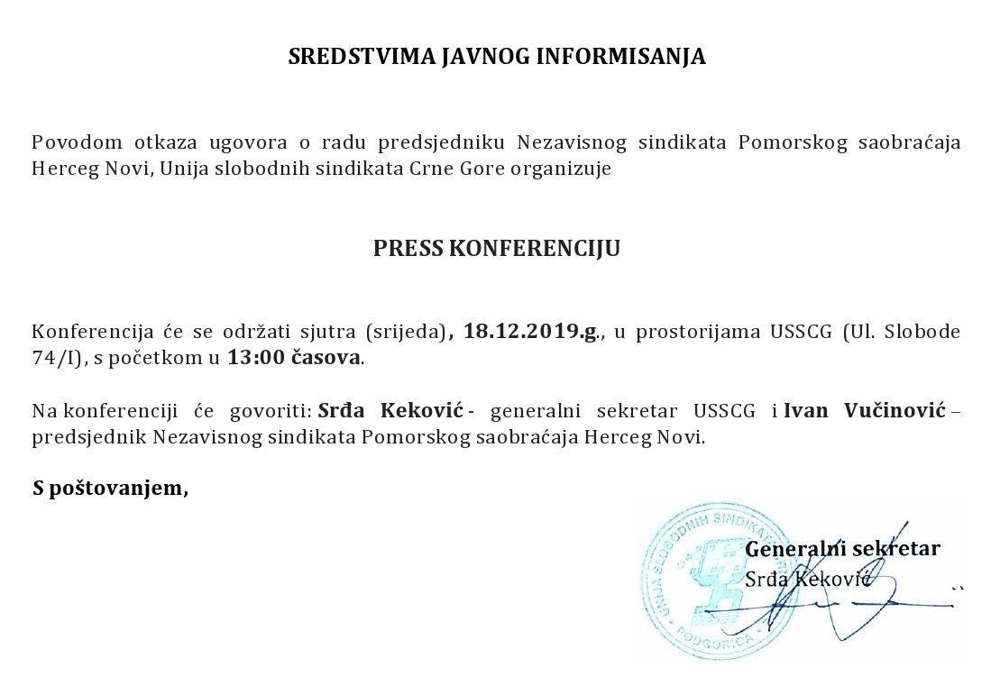 SREDSTVIMA JAVNOG INFORMISANJA
Povodom otkaza ugovora o radu predsjedniku Nezavisnog sindikata Pomorskog saobraćaja
Herceg Novi, Unija slobodnih sindikata Crne Gore organizuje
PRESS KONFERENCIJU
Konferencija će se održati sjutra (srijeda), 18.12.2019.g., u prostorijama USSCG (Ul. Slobode
74/I), s početkom u 13:00 časova.
Na konferenciji će govoriti: Srđa Keković - generalni sekretar USSCG i Ivan Vučinović –
predsjednik Nezavisnog sindikata Pomorskog saobraćaja Herceg Novi.
S poštovanjem,
UNIJA SLOBODNIH SINDIKATA
PODGORICA
Generalni sekretar
Srđa Keković